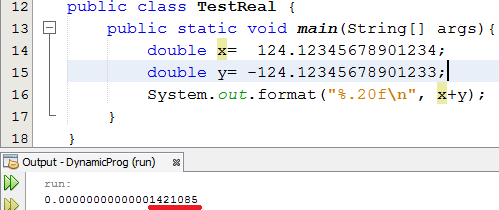 12 public class TestReal {
13 public static void main(String[] args){
14 double x=  124.12345678901234;
15 double y= -124.12345678901233;
16 System.out.format("%.20f\n", x+y);
17 }
18 }
Output - DynamicProg (run)
run:
0.00000000000001421085